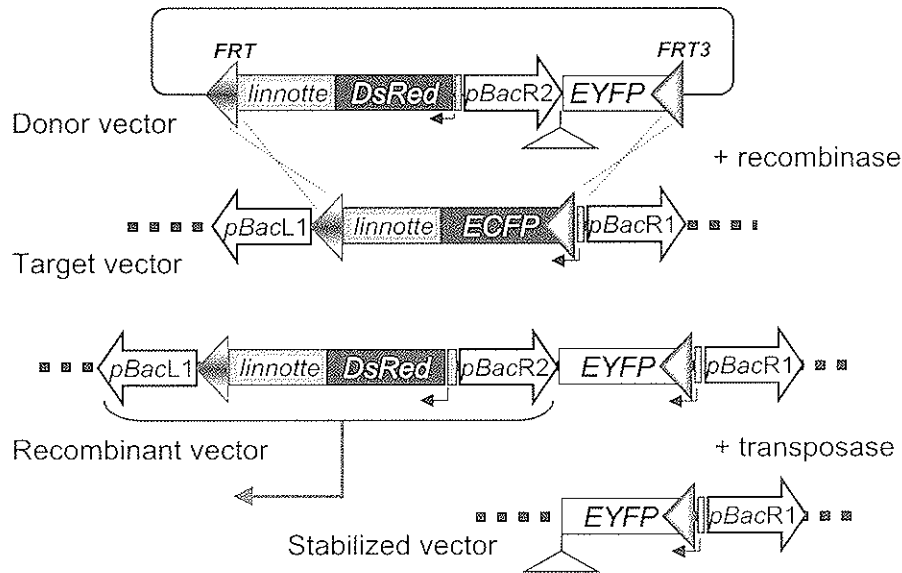 FRT FRT3
linnotte DsRed pBacR2 EYFP
Donor vector
+ recombinase
pBacL1 linnotte ECFP pBacR1
Target vector
pBacL1 linnotte DsRed pBacR2 EYFP pBacR1
Recombinant vector
+ transposase
EYFP pBacR1
Stabilized vector